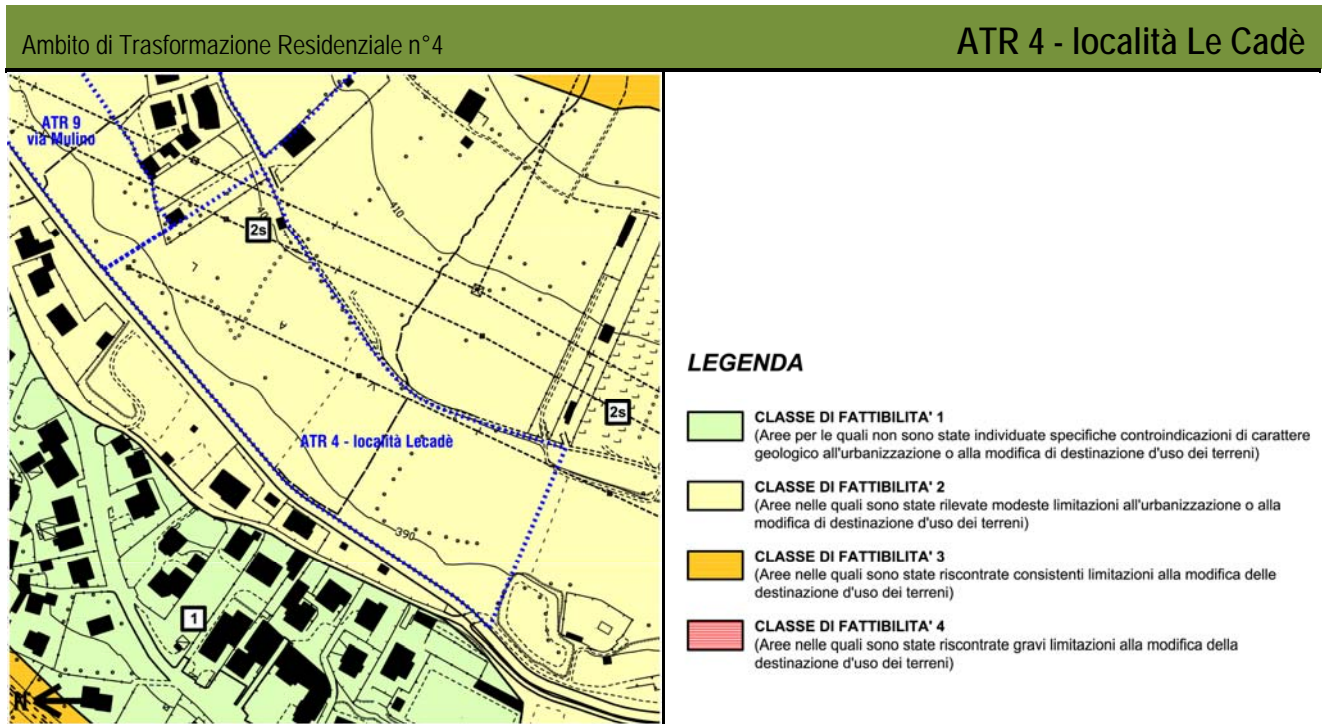 Ambito di Trasformazione Residenziale n°4
ATR 4 - località Le Cadè
ATR 9
via Mulino
410
2s
2s
ATR 4 - località Lecadè
390
1
N
LEGENDA
CLASSE DI FATTIBILITA' 1
(Aree per le quali non sono state individuate specifiche controindicazioni di carattere
geologico all'urbanizzazione o alla modifica di destinazione d'uso dei terreni)
CLASSE DI FATTIBILITA' 2
(Aree nelle quali sono state rilevate modeste limitazioni all'urbanizzazione o alla
modifica di destinazione d'uso dei terreni)
CLASSE DI FATTIBILITA' 3
(Aree nelle quali sono state riscontrate consistenti limitazioni alla modifica delle
destinazione d'uso dei terreni)
CLASSE DI FATTIBILITA' 4
(Aree nelle quali sono state riscontrate gravi limitazioni alla modifica della
destinazione d'uso dei terreni)